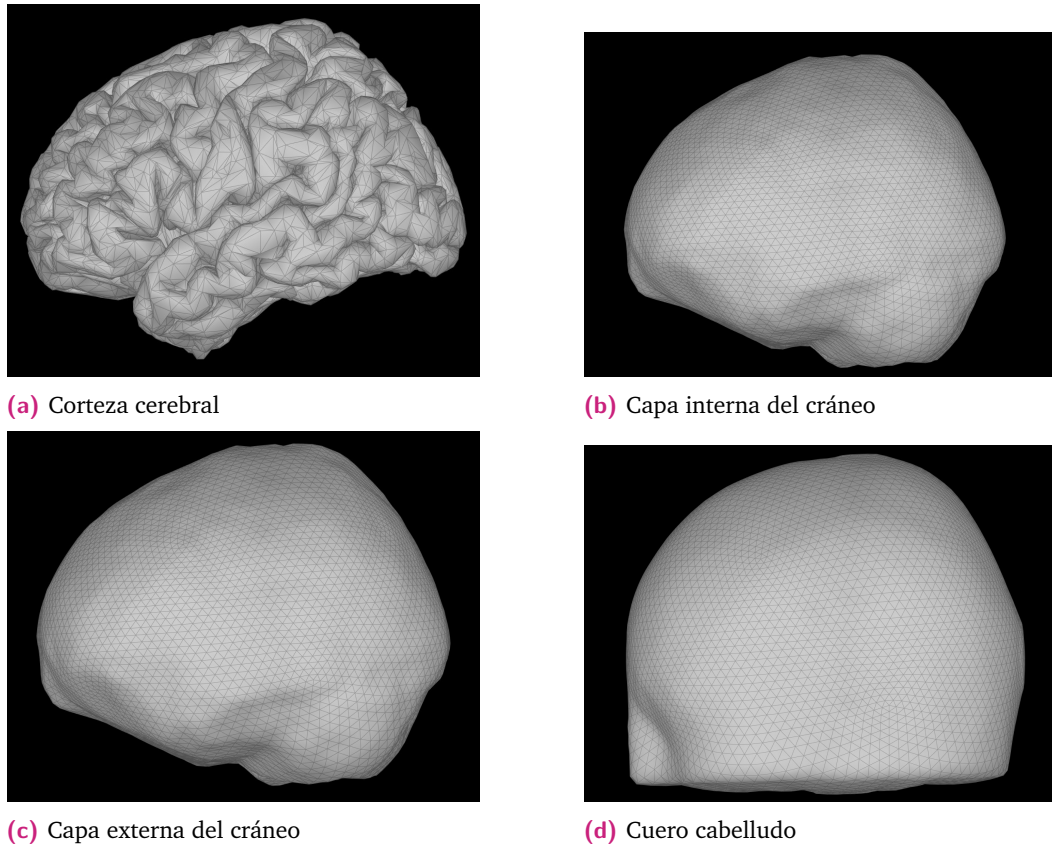 (a) Corteza cerebral
(b) Capa interna del cráneo
(c) Capa externa del cráneo
(d) Cuero cabelludo